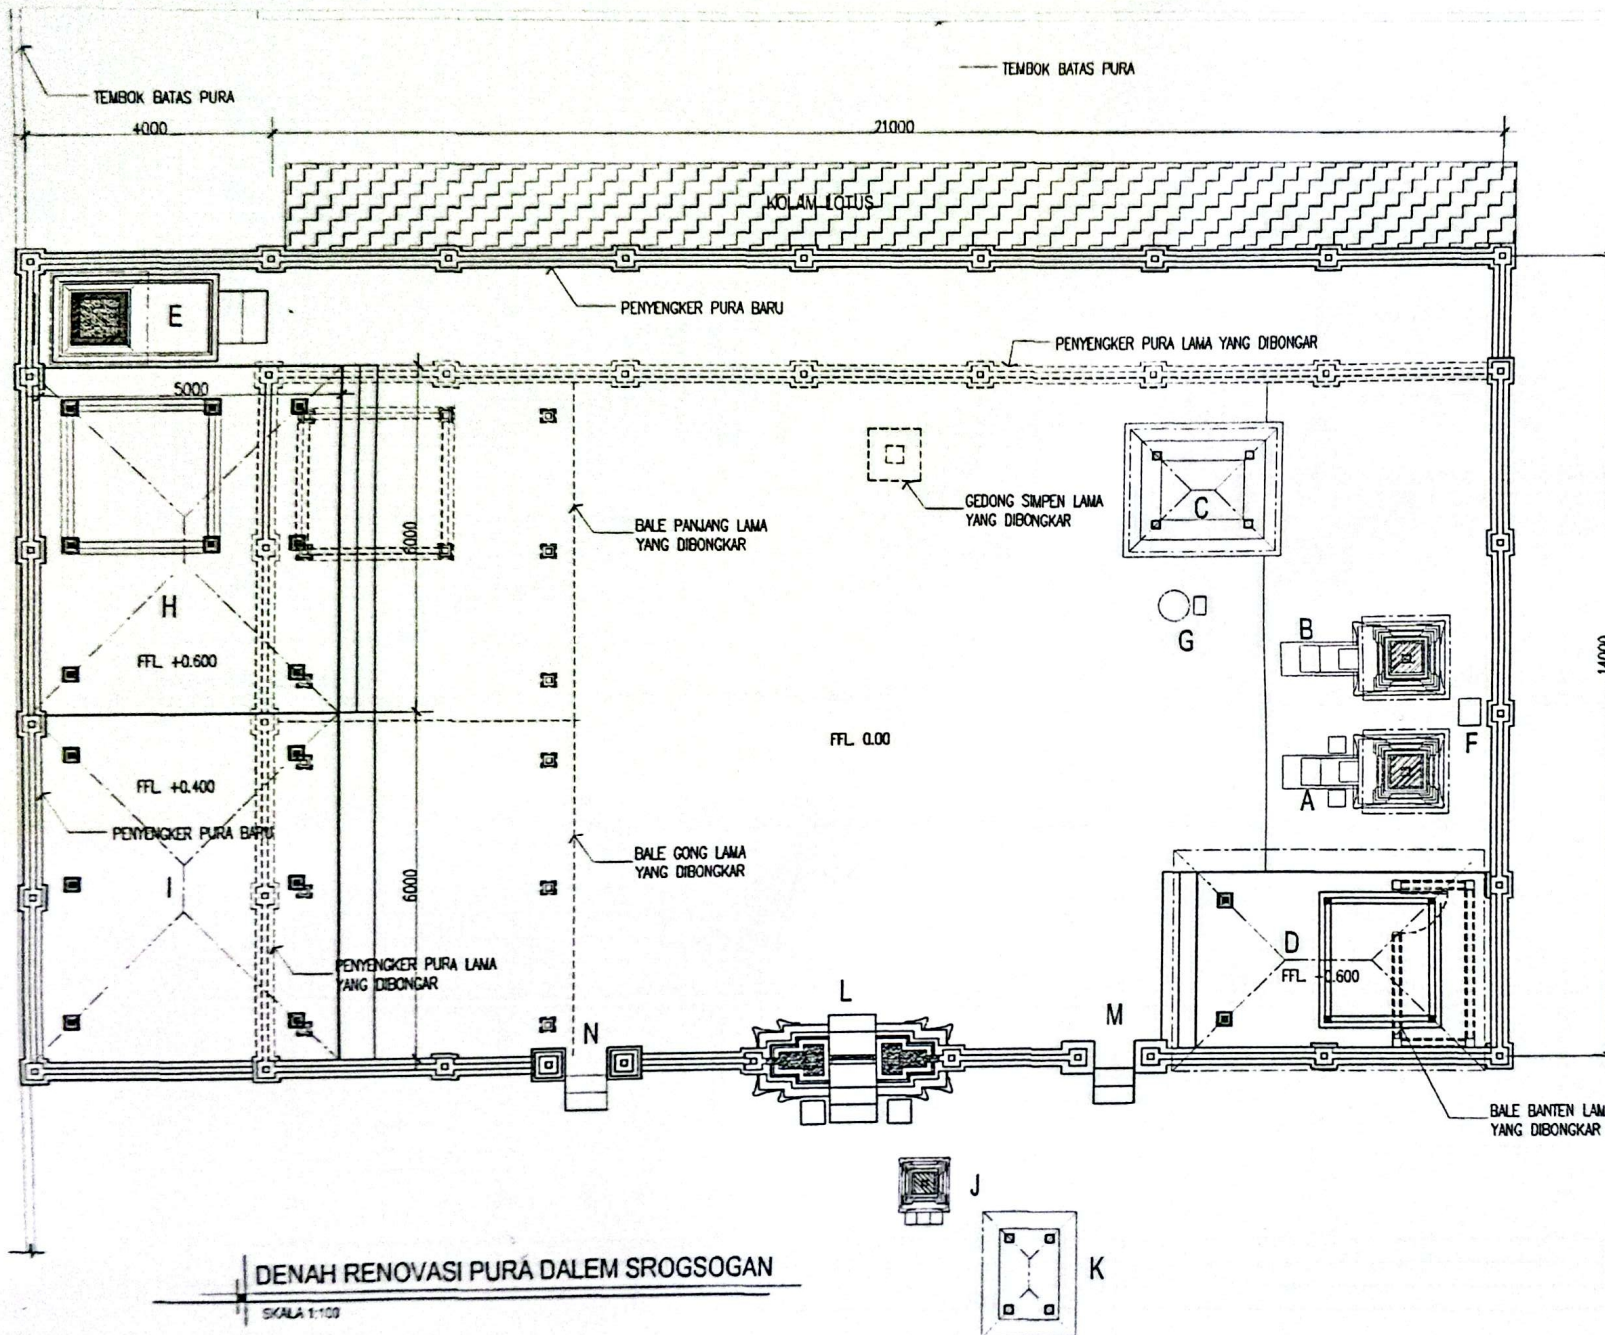 TEMBOK BATAS PURA
TEMBOK BATAS PURA
4000
21000
KOLAM LOTUS
E
PENYENGKER PURA BARU
PENYENGKER PURA LAMA YANG DIBONGAR
5000
6000
BALE PANJANG LAMA
YANG DIBONGKAR
GEDONG SIMPEN LAMA
YANG DIBONGKAR
C
H
FFL +0.600
G
B
14000
F
FFL 0.00
FFL +0.400
A
PENYENGKER PURA BARU
BALE GONG LAMA
YANG DIBONGKAR
I
6000
PENYENGKER PURA LAMA
YANG DIBONGAR
D
FFL +0.600
L
M
N
BALE BANTEN LAM
YANG DIBONGKAR
J
K
DENAH RENOVASI PURA DALEM SROGSOGAN
SKALA 1:100